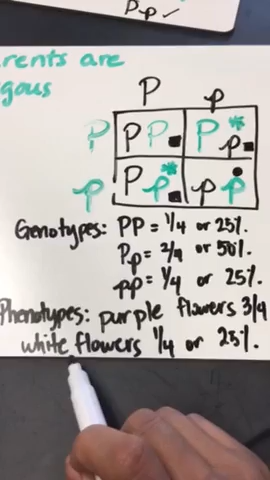 Pp ✓
rents are
gous
P p
P PP Pp
p Pp pp
Genotypes: PP = 1/4 or 25%.
Pp = 2/4 or 50%.
pp = 1/4 or 25%.
Phenotypes: purple flowers 3/4
white flowers 1/4 or 25%.